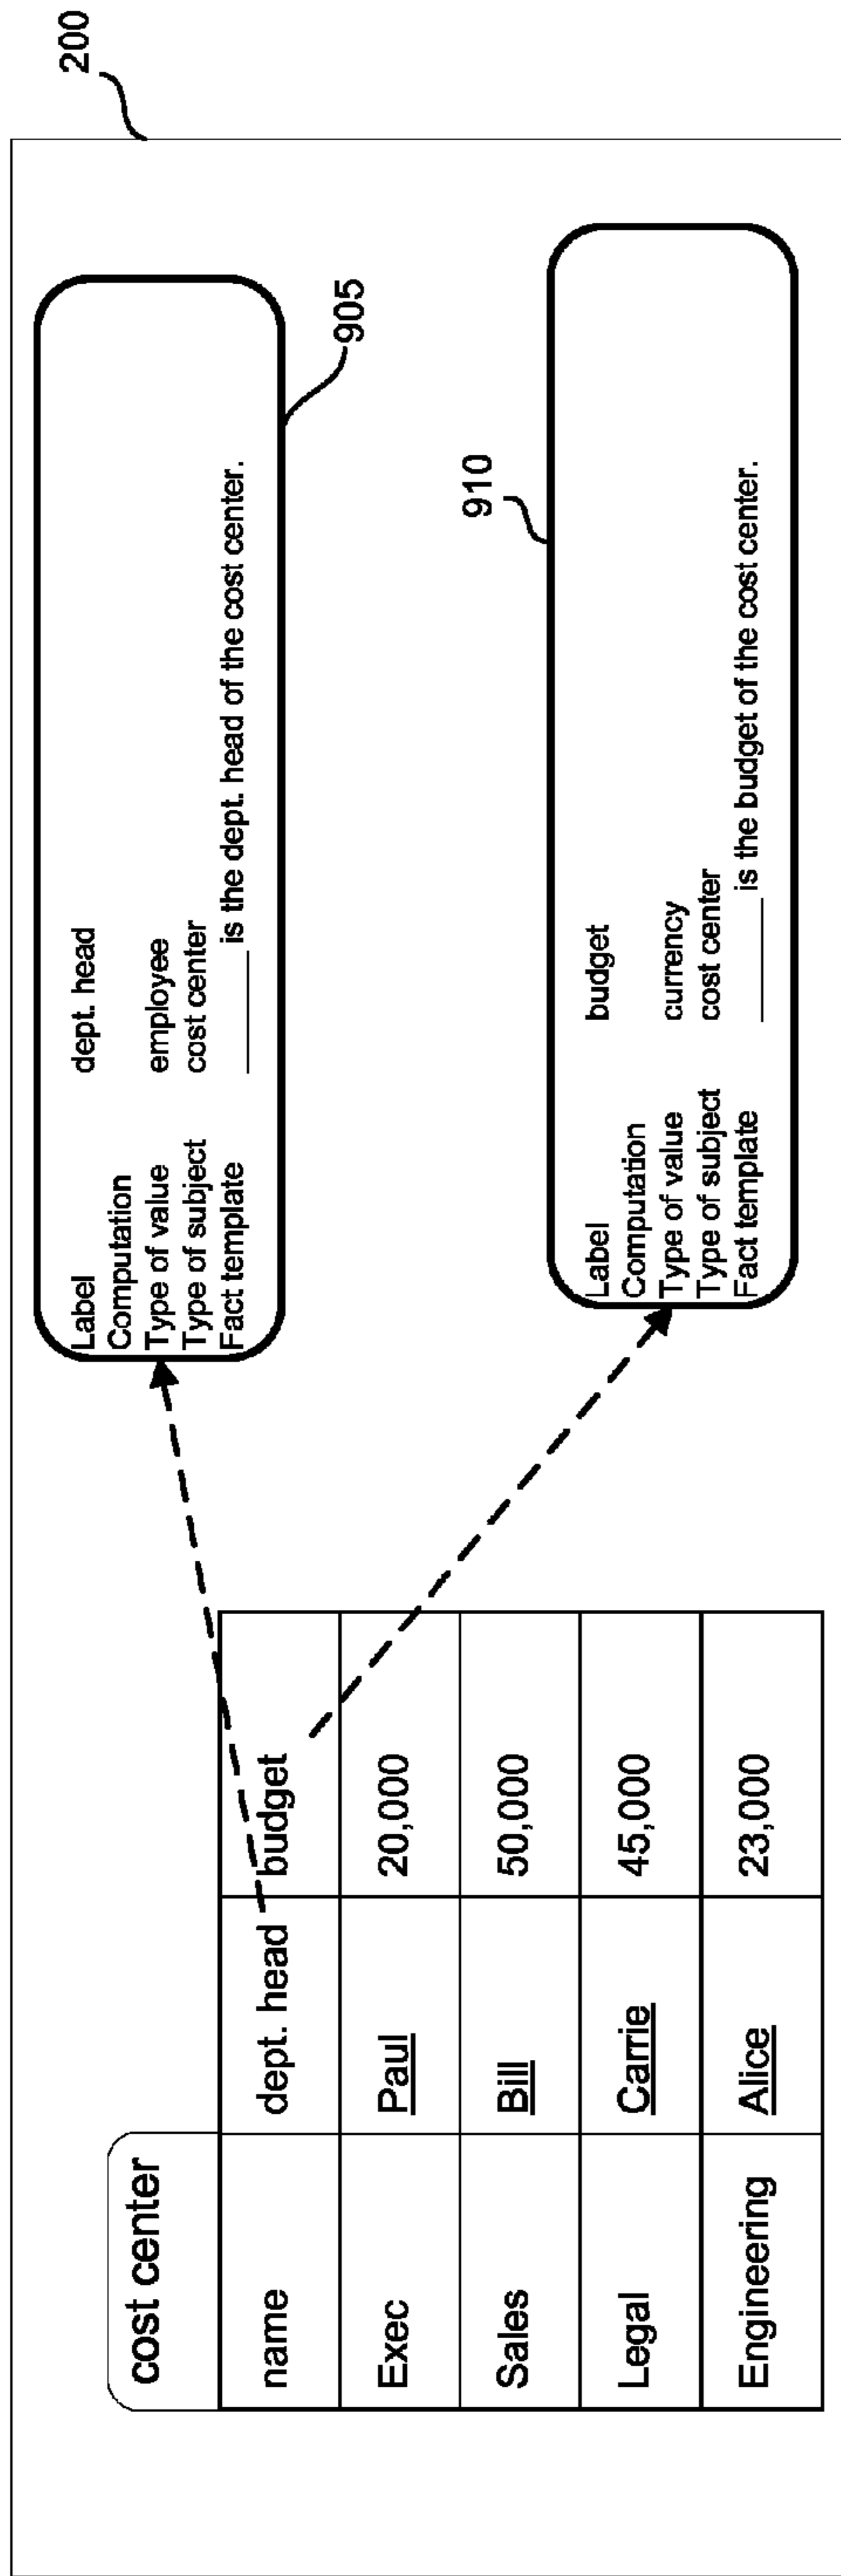 200
cost center
name dept. head budget
Exec Paul 20,000
Sales Bill 50,000
Legal Carrie 45,000
Engineering Alice 23,000
Label dept. head
Computation
Type of value employee
Type of subject cost center
Fact template _____ is the dept. head of the cost center.
905
910
Label budget
Computation
Type of value currency
Type of subject cost center
Fact template _____ is the budget of the cost center.